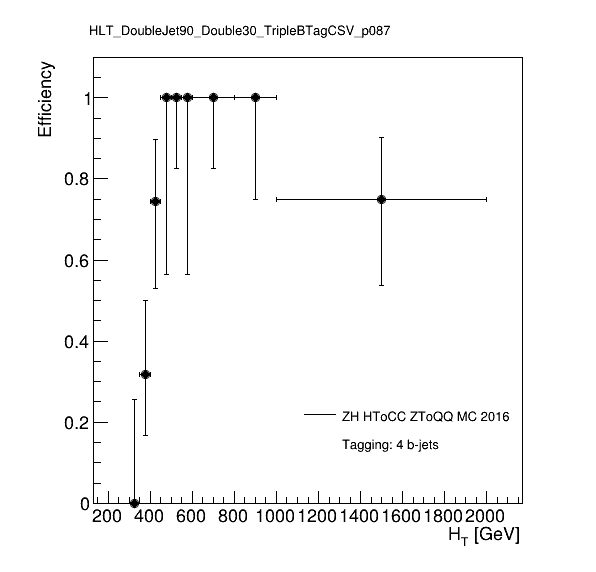 HLT_DoubleJet90_Double30_TripleBTagCSV_p087
Efficiency
1
0.8
0.6
0.4
0.2
0
ZH HToCC ZToQQ MC 2016
Tagging: 4 b-jets
200 400 600 800 1000 1200 1400 1600 1800 2000
H_T [GeV]